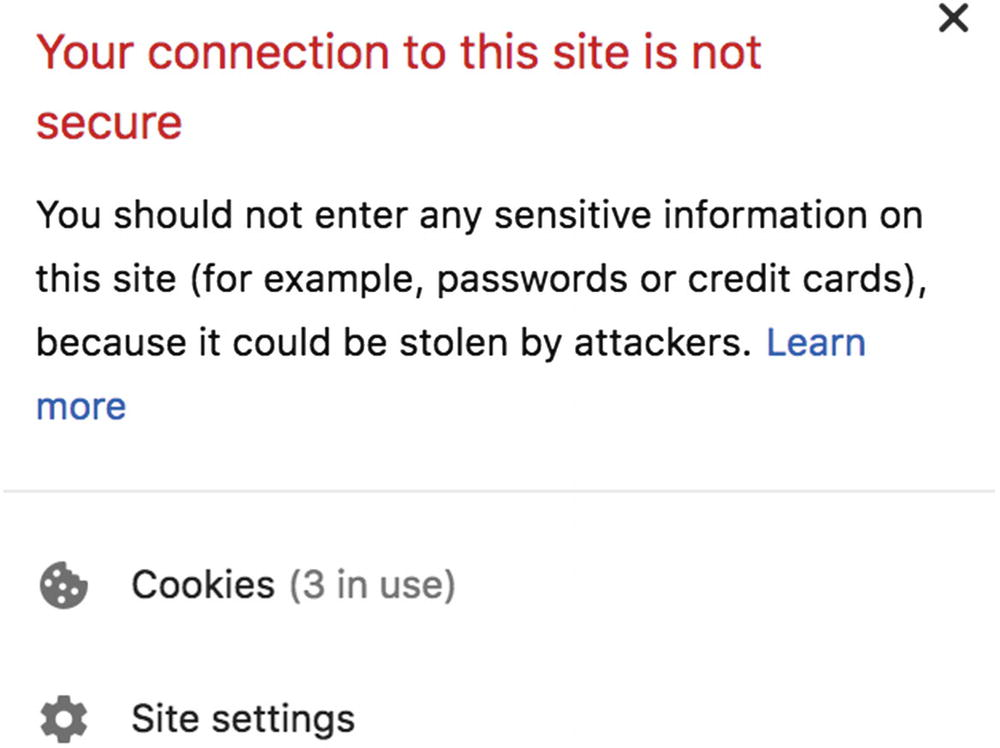 Your connection to this site is not
secure
You should not enter any sensitive information on
this site (for example, passwords or credit cards),
because it could be stolen by attackers. Learn
more
Cookies (3 in use)
Site settings